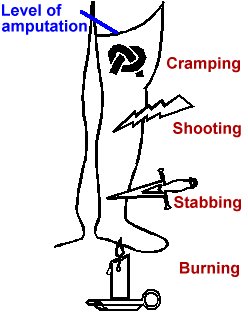 Level of
amputation
Cramping
Shooting
Stabbing
Burning